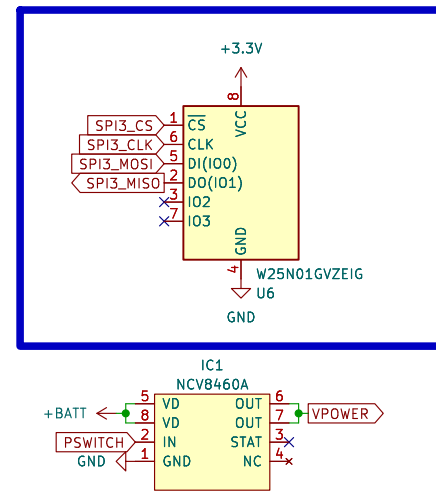 +3.3V
8
VCC
SPI3_CS 1 CS
SPI3_CLK 6 CLK
SPI3_MOSI 5 DI(IO0)
SPI3_MISO 2 DO(IO1)
3 IO2
7 IO3
GND
4
W25N01GVZEIG
U6
GND
IC1
NCV8460A
5 VD OUT 6
+BATT 8 VD OUT 7 VPOWER
PSWITCH 2 IN STAT 3
GND 1 GND NC 4